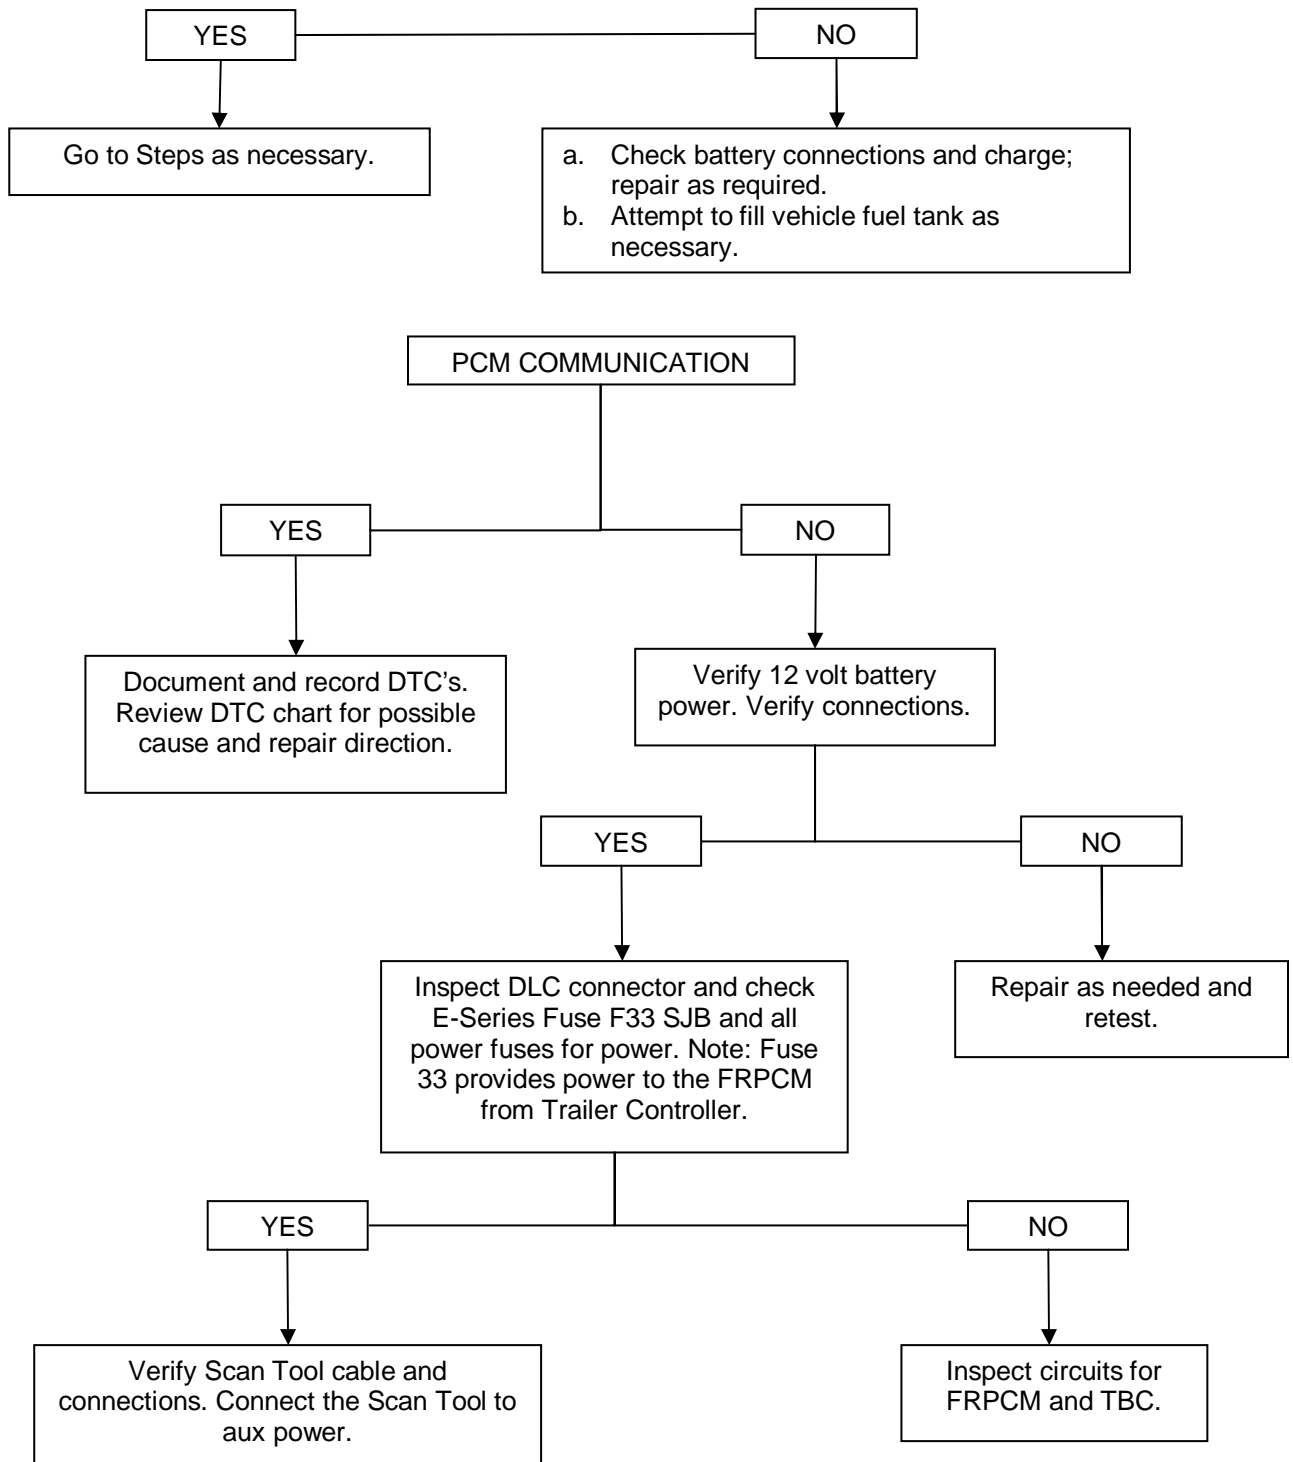 YES
NO
Go to Steps as necessary.
a. Check battery connections and charge;
repair as required.
b. Attempt to fill vehicle fuel tank as
necessary.
PCM COMMUNICATION
YES
NO
Document and record DTC's.
Review DTC chart for possible
cause and repair direction.
Verify 12 volt battery
power. Verify connections.
YES
NO
Inspect DLC connector and check
E-Series Fuse F33 SJB and all
power fuses for power. Note: Fuse
33 provides power to the FRPCM
from Trailer Controller.
Repair as needed and
retest.
YES
NO
Verify Scan Tool cable and
connections. Connect the Scan Tool to
aux power.
Inspect circuits for
FRPCM and TBC.